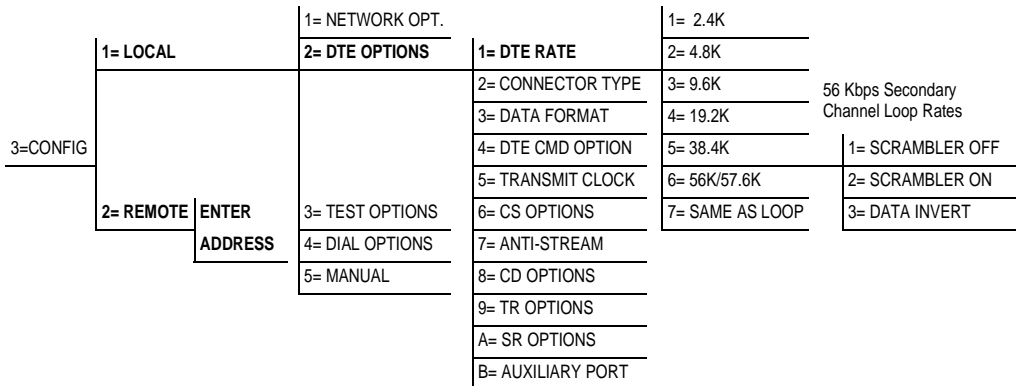 3=CONFIG
1= LOCAL
2= REMOTE
ENTER
ADDRESS
1= NETWORK OPT.
2= DTE OPTIONS
3= TEST OPTIONS
4= DIAL OPTIONS
5= MANUAL
1= DTE RATE
2= CONNECTOR TYPE
3= DATA FORMAT
4= DTE CMD OPTION
5= TRANSMIT CLOCK
6= CS OPTIONS
7= ANTI-STREAM
8= CD OPTIONS
9= TR OPTIONS
A= SR OPTIONS
B= AUXILIARY PORT
1= 2.4K
2= 4.8K
3= 9.6K
4= 19.2K
5= 38.4K
6= 56K/57.6K
7= SAME AS LOOP
56 Kbps Secondary
Channel Loop Rates
1= SCRAMBLER OFF
2= SCRAMBLER ON
3= DATA INVERT